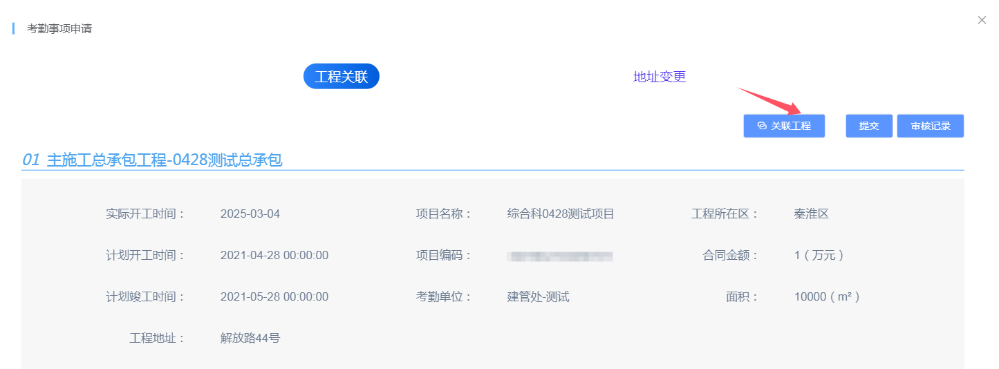 考勤事项申请
工程关联 地址变更
关联工程 提交 审核记录
01 主施工总承包工程-0428测试总承包
实际开工时间： 2025-03-04 项目名称： 综合科0428测试项目 工程所在区： 秦淮区
计划开工时间： 2021-04-28 00:00:00 项目编码： 合同金额： 1（万元）
计划竣工时间： 2021-05-28 00:00:00 考勤单位： 建管处-测试 面积： 10000（m²）
工程地址： 解放路44号